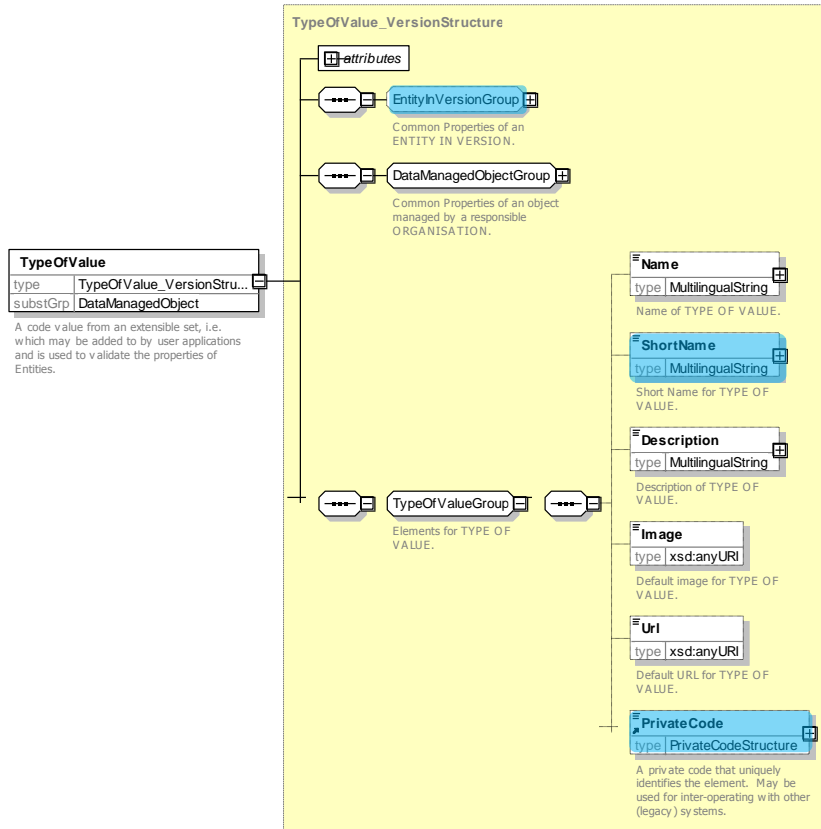 TypeOfValue_VersionStructure
attributes
EntityInVersionGroup
Common Properties of an
ENTITY IN VERSION.
DataManagedObjectGroup
Common Properties of an object
managed by a responsible
ORGANISATION.
TypeOfValue
type TypeOfValue_VersionStru...
substGrp DataManagedObject
A code value from an extensible set, i.e.
which may be added to by user applications
and is used to validate the properties of
Entities.
TypeOfValueGroup
Elements for TYPE OF
VALUE.
Name
type MultilingualString
Name of TYPE OF VALUE.
ShortName
type MultilingualString
Short Name for TYPE OF
VALUE.
Description
type MultilingualString
Description of TYPE OF
VALUE.
Image
type xsd:anyURI
Default image for TYPE OF
VALUE.
Url
type xsd:anyURI
Default URL for TYPE OF
VALUE.
PrivateCode
type PrivateCodeStructure
A private code that uniquely
identifies the element. May be
used for inter-operating with other
(legacy) systems.